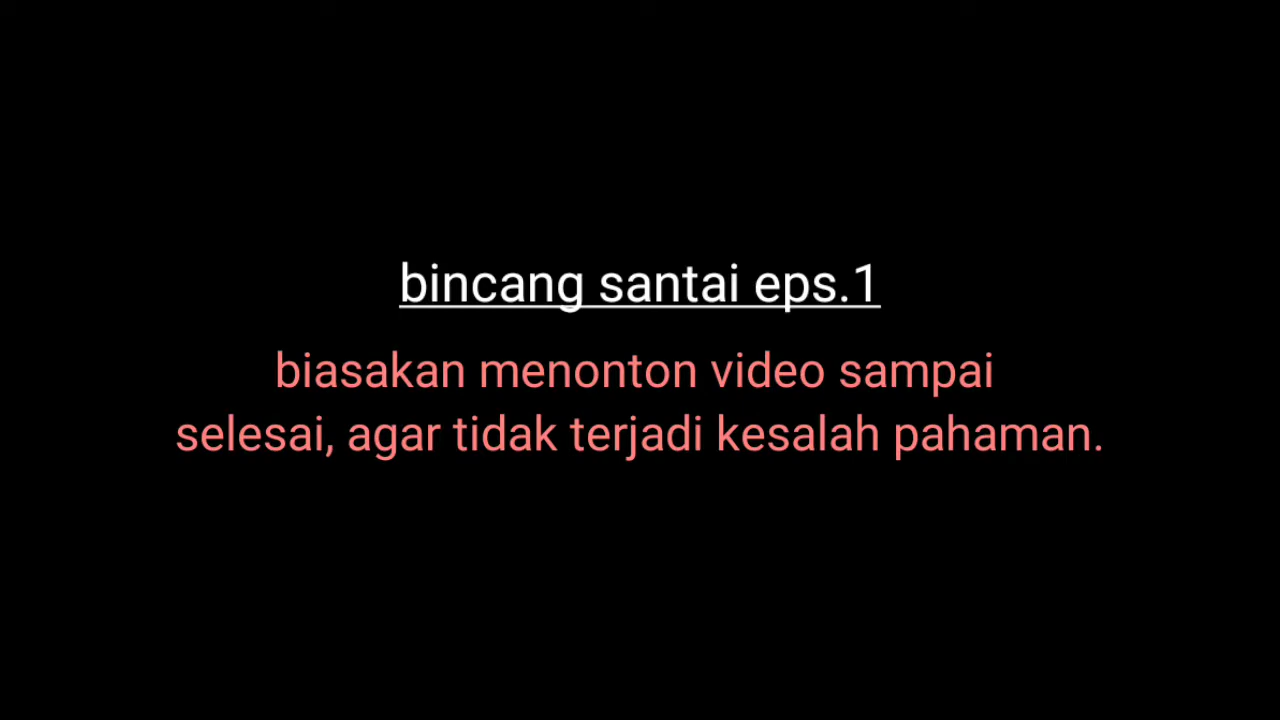 bincang santai eps.1
biasakan menonton video sampai
selesai, agar tidak terjadi kesalah pahaman.